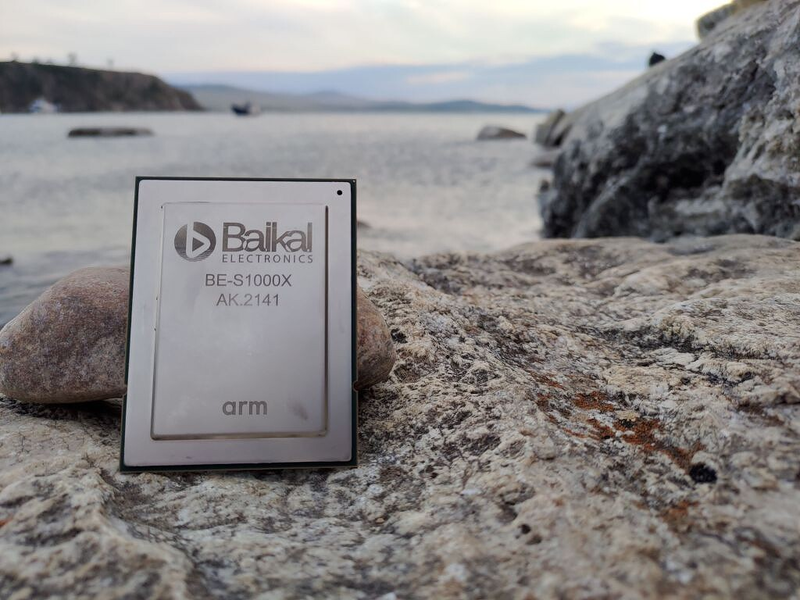 Baikal
ELECTRONICS
BE-S1000X
AK.2141
arm